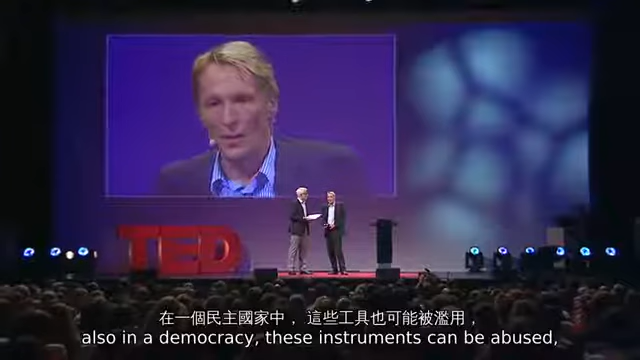 TED
在一個民主國家中， 這些工具也可能被濫用，
also in a democracy, these instruments can be abused,